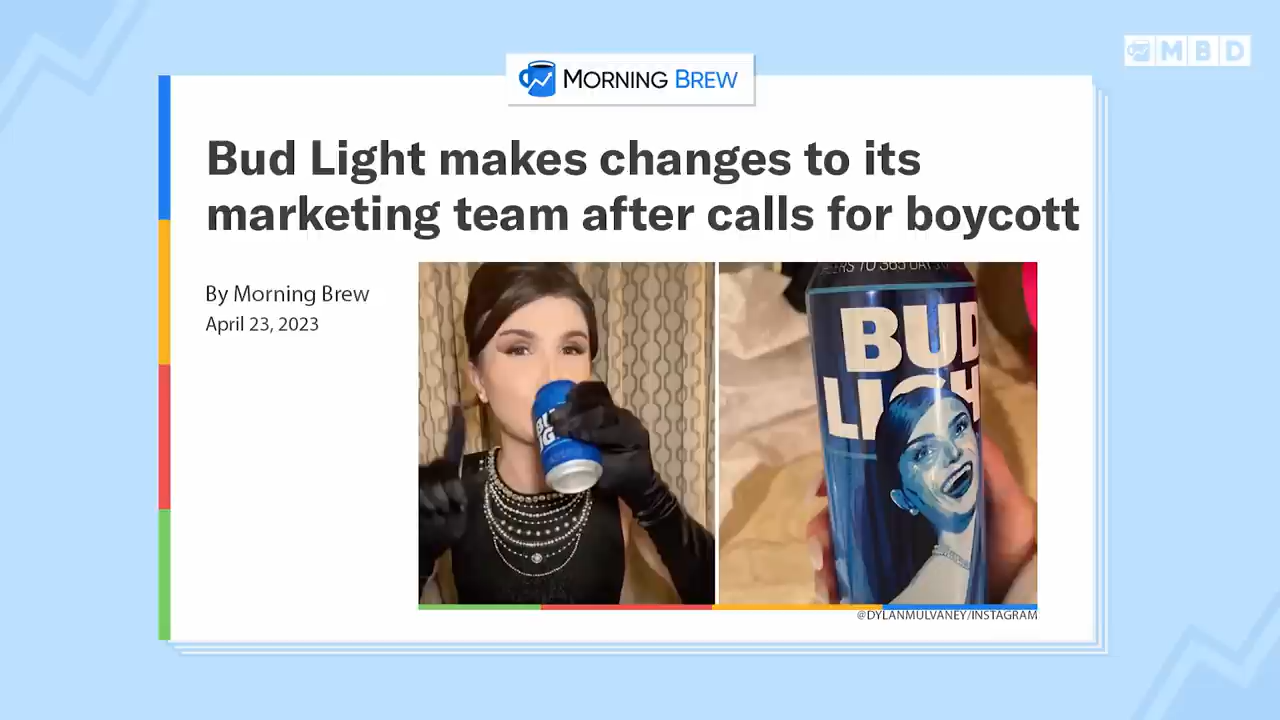 MBD
MORNING BREW
Bud Light makes changes to its
marketing team after calls for boycott
By Morning Brew
April 23, 2023
BUD
LIGH
@DYLANMULVANEY/INSTAGRAM